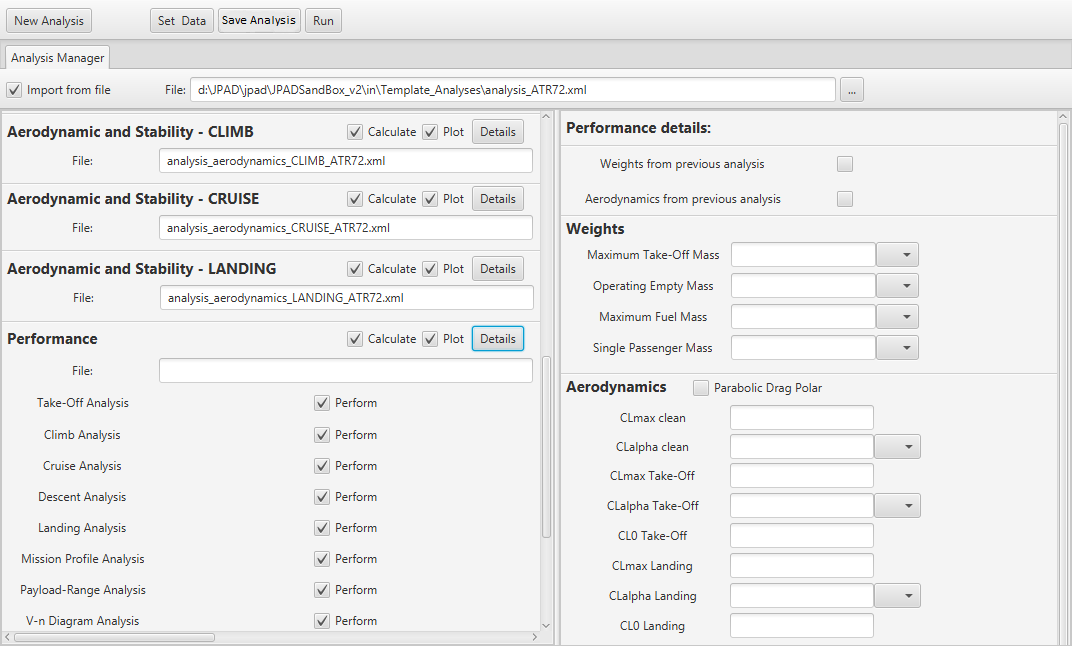 New Analysis Set Data Save Analysis Run
Analysis Manager
Import from file File: d:\JPAD\jpad\JPADSandBox_v2\in\Template_Analyses\analysis_ATR72.xml ...
Aerodynamic and Stability - CLIMB Calculate Plot Details
File: analysis_aerodynamics_CLIMB_ATR72.xml
Aerodynamic and Stability - CRUISE Calculate Plot Details
File: analysis_aerodynamics_CRUISE_ATR72.xml
Aerodynamic and Stability - LANDING Calculate Plot Details
File: analysis_aerodynamics_LANDING_ATR72.xml
Performance Calculate Plot Details
File:
Take-Off Analysis Perform
Climb Analysis Perform
Cruise Analysis Perform
Descent Analysis Perform
Landing Analysis Perform
Mission Profile Analysis Perform
Payload-Range Analysis Perform
V-n Diagram Analysis Perform
Performance details:
Weights from previous analysis
Aerodynamics from previous analysis
Weights
Maximum Take-Off Mass
Operating Empty Mass
Maximum Fuel Mass
Single Passenger Mass
Aerodynamics Parabolic Drag Polar
CLmax clean
CLalpha clean
CLmax Take-Off
CLalpha Take-Off
CL0 Take-Off
CLmax Landing
CLalpha Landing
CL0 Landing